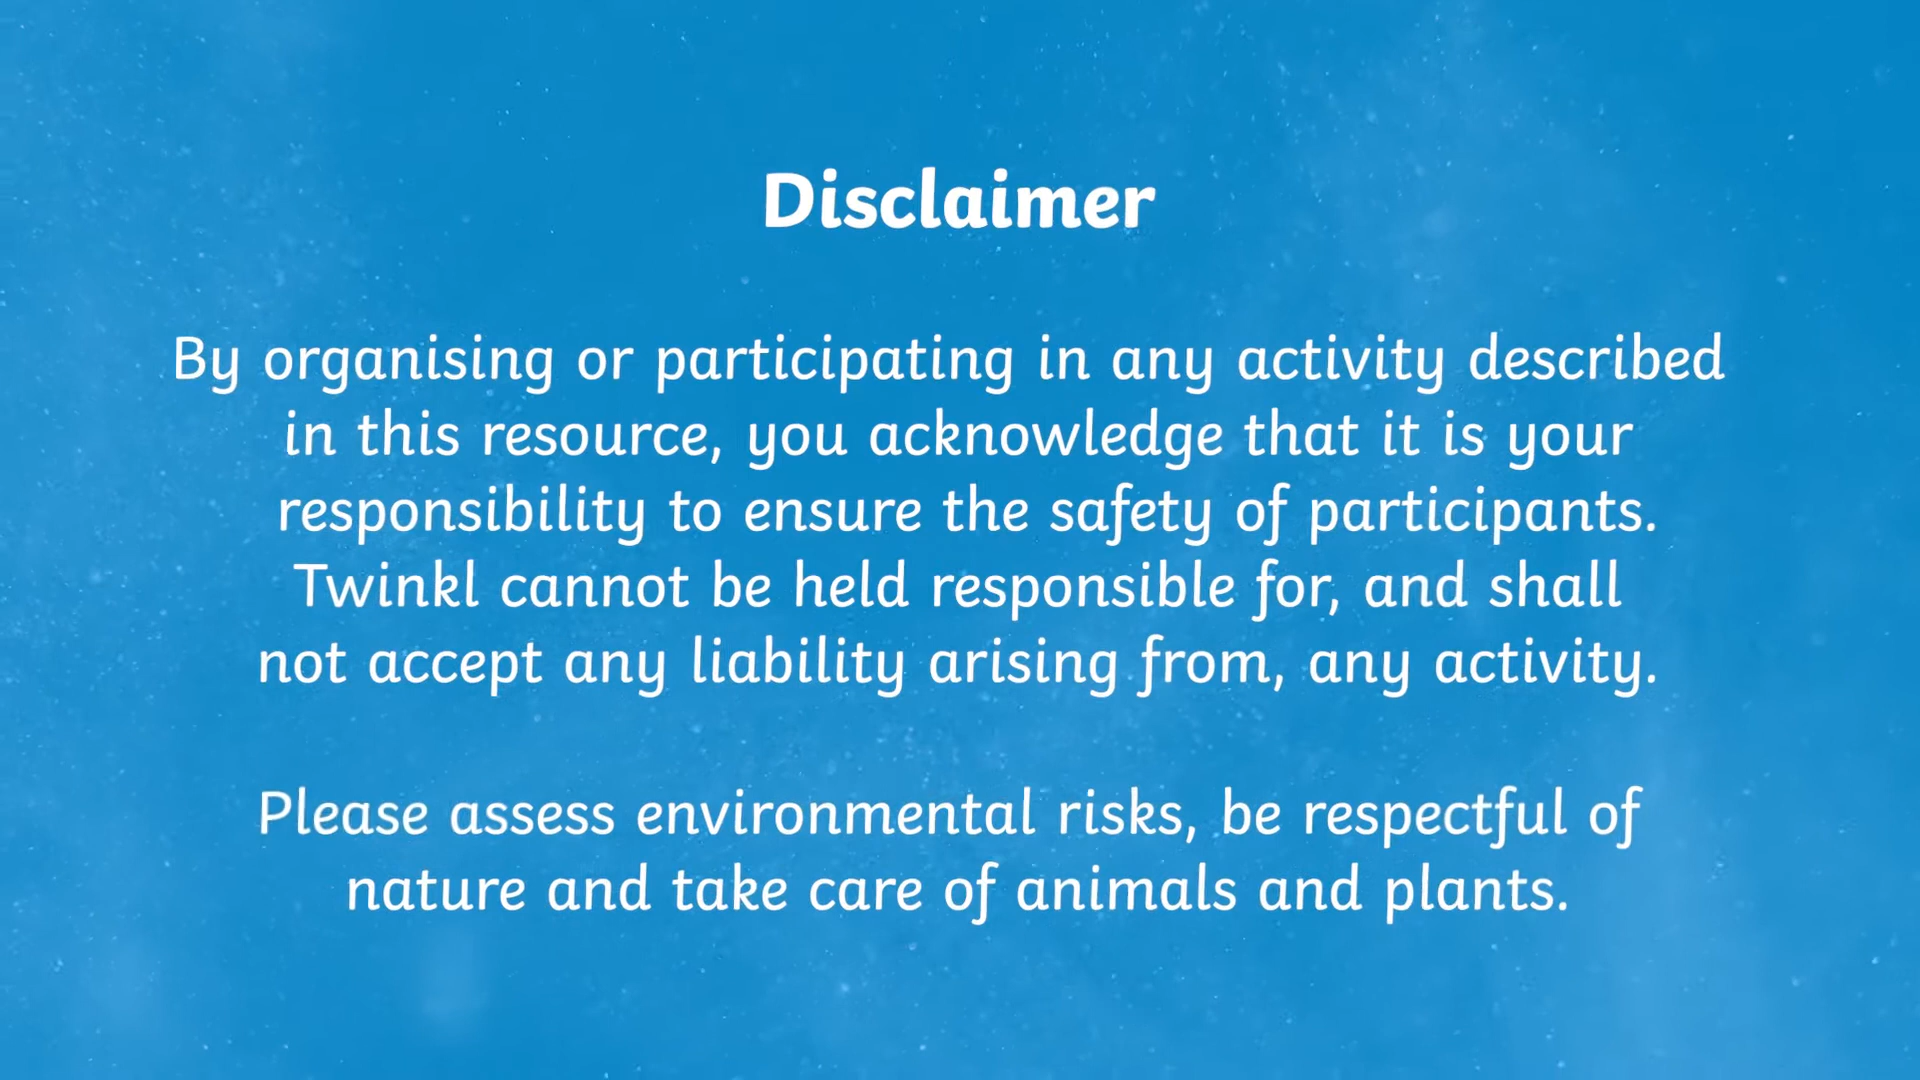 Disclaimer
By organising or participating in any activity described
in this resource, you acknowledge that it is your
responsibility to ensure the safety of participants.
Twinkl cannot be held responsible for, and shall
not accept any liability arising from, any activity.
Please assess environmental risks, be respectful of
nature and take care of animals and plants.